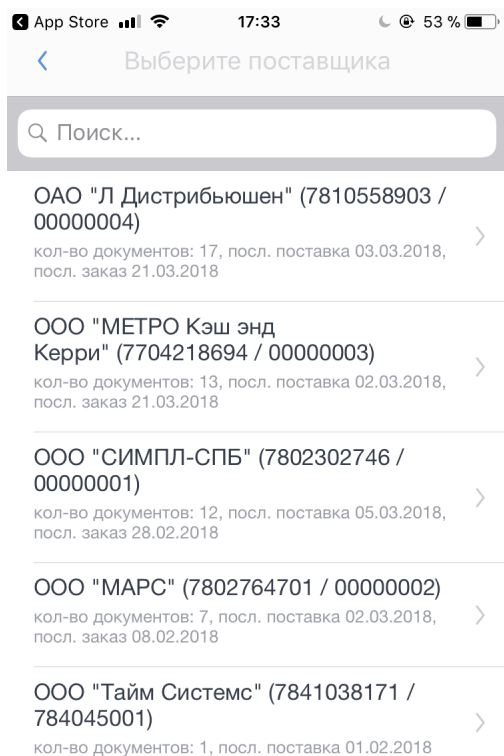 App Store 17:33 53 %
Выберите поставщика
Поиск...
ОАО "Л Дистрибьюшен" (7810558903 /
00000004)
кол-во документов: 17, посл. поставка 03.03.2018,
посл. заказ 21.03.2018
ООО "МЕТРО Кэш энд
Керри" (7704218694 / 00000003)
кол-во документов: 13, посл. поставка 02.03.2018,
посл. заказ 21.03.2018
ООО "СИМПЛ-СПБ" (7802302746 /
00000001)
кол-во документов: 12, посл. поставка 05.03.2018,
посл. заказ 28.02.2018
ООО "МАРС" (7802764701 / 00000002)
кол-во документов: 7, посл. поставка 02.03.2018,
посл. заказ 08.02.2018
ООО "Тайм Системс" (7841038171 /
784045001)
кол-во документов: 1, посл. поставка 01.02.2018